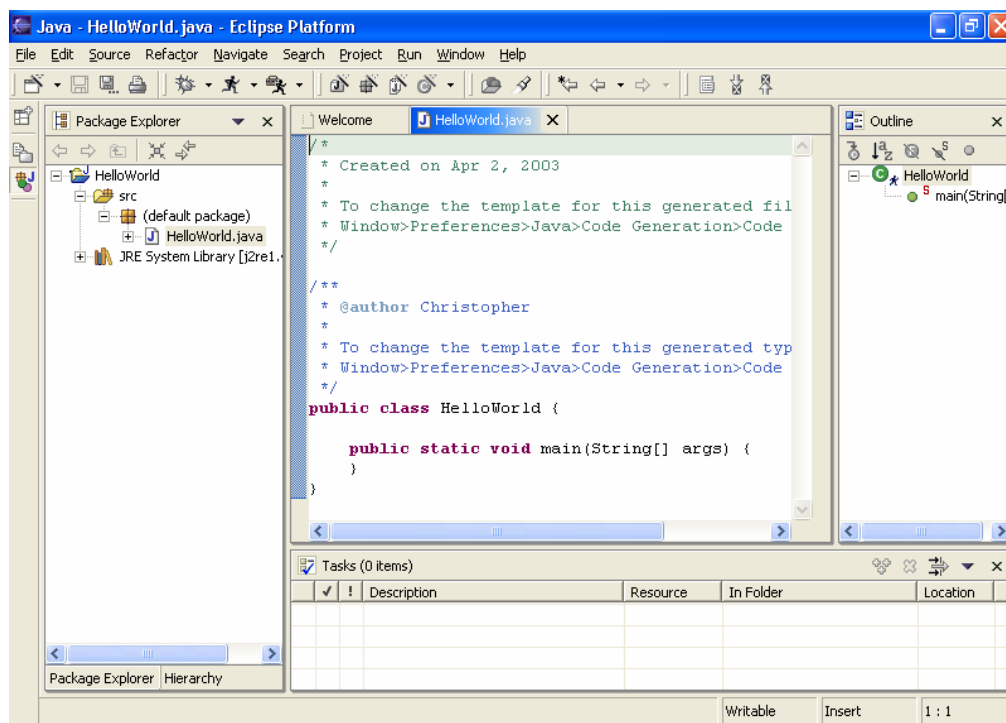 Java - HelloWorld.java - Eclipse Platform
File Edit Source Refactor Navigate Search Project Run Window Help
Package Explorer
HelloWorld
src
(default package)
HelloWorld.java
JRE System Library [j2re1.
Package Explorer Hierarchy
Welcome HelloWorld.java
/*
* Created on Apr 2, 2003
*
* To change the template for this generated fil
* Window>Preferences>Java>Code Generation>Code
*/
/**
* @author Christopher
*
* To change the template for this generated typ
* Window>Preferences>Java>Code Generation>Code
*/
public class HelloWorld {
public static void main(String[] args) {
}
}
Outline
HelloWorld
main(String[
Tasks (0 items)
! Description Resource In Folder Location
Writable Insert 1 : 1